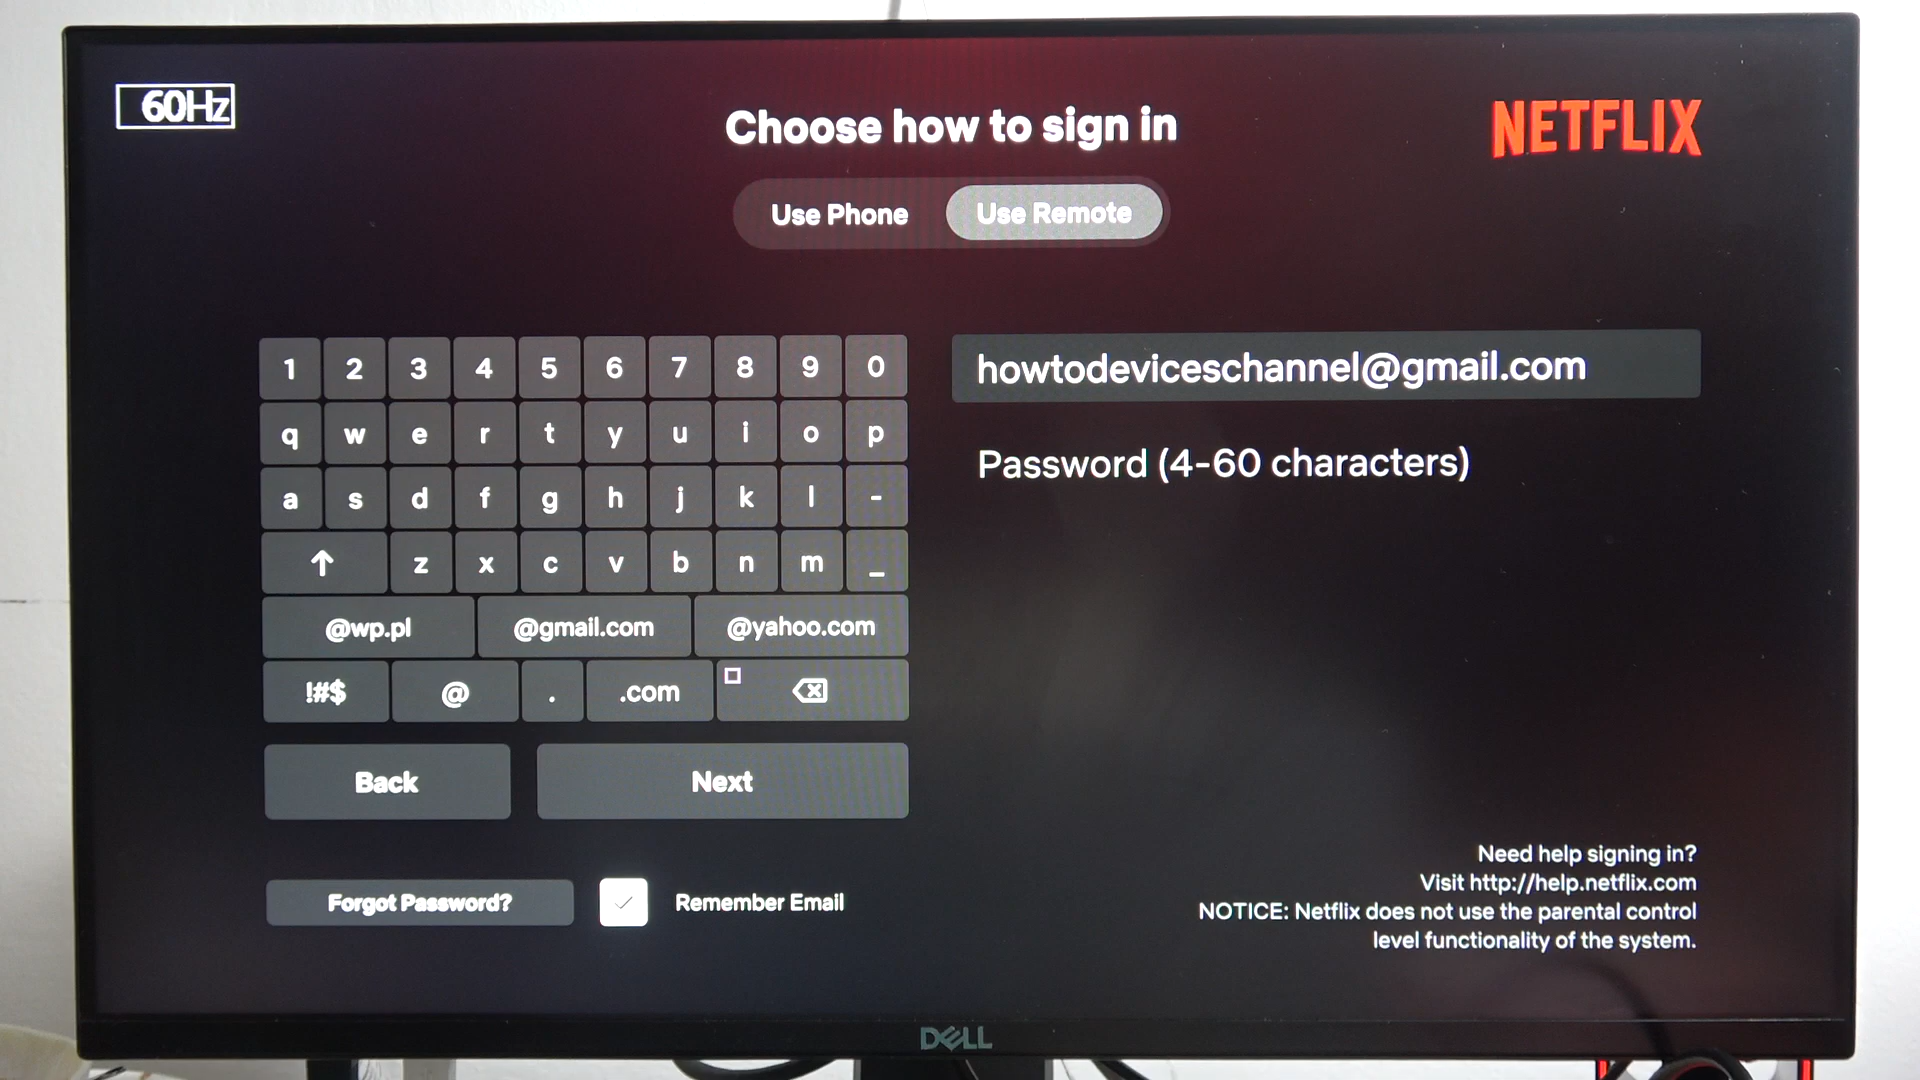 60Hz
Choose how to sign in
NETFLIX
Use Phone
Use Remote
1 2 3 4 5 6 7 8 9 0
howtodeviceschannel@gmail.com
q w e r t y u i o p
Password (4-60 characters)
a s d f g h j k l -
↑ z x c v b n m _
@wp.pl @gmail.com @yahoo.com
!#$ @ . .com
Back
Next
Forgot Password?
Remember Email
Need help signing in?
Visit http://help.netflix.com
NOTICE: Netflix does not use the parental control
level functionality of the system.
DELL